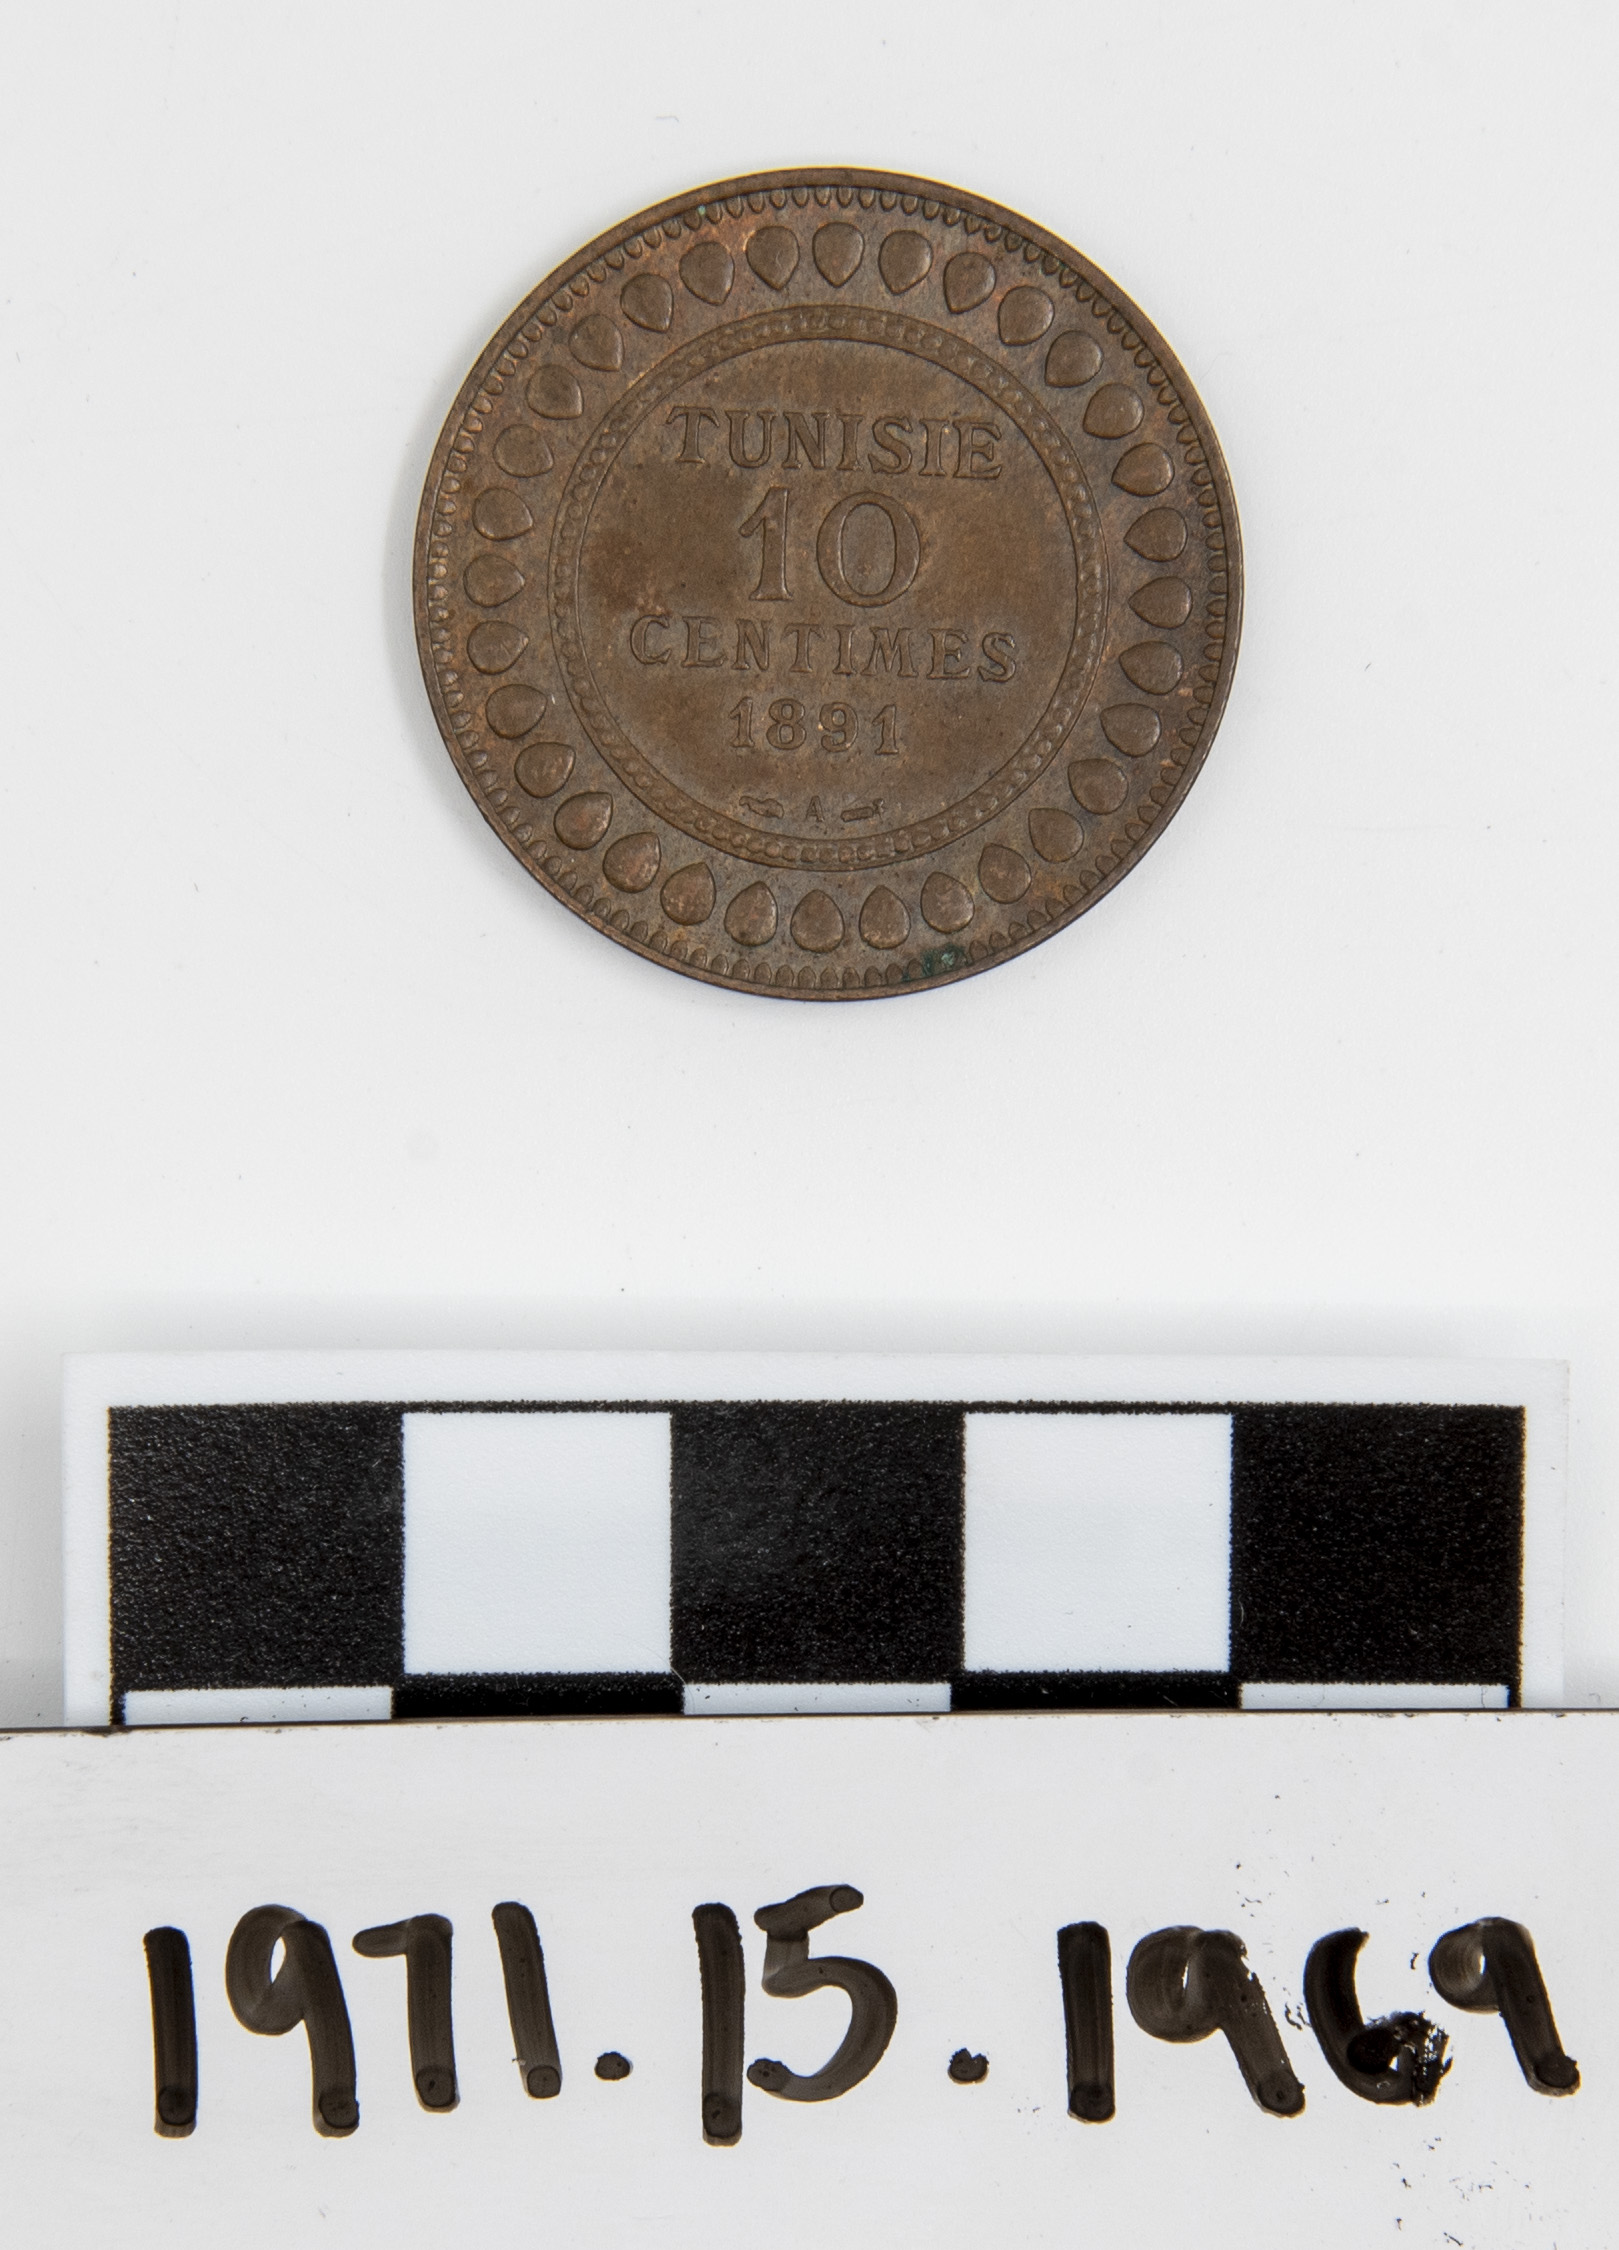 TUNISIE
10
CENTIMES
1891
A
1971.15.1969